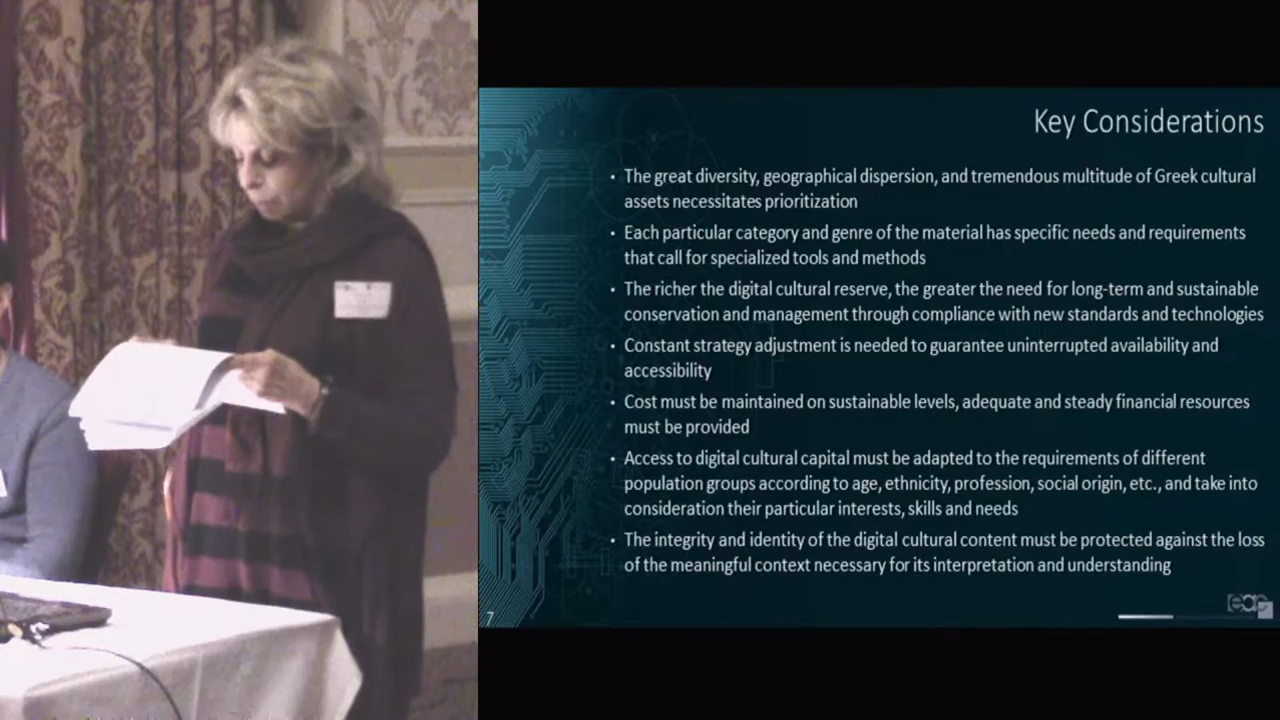 Key Considerations
• The great diversity, geographical dispersion, and tremendous multitude of Greek cultural
assets necessitates prioritization
• Each particular category and genre of the material has specific needs and requirements
that call for specialized tools and methods
• The richer the digital cultural reserve, the greater the need for long-term and sustainable
conservation and management through compliance with new standards and technologies
• Constant strategy adjustment is needed to guarantee uninterrupted availability and
accessibility
• Cost must be maintained on sustainable levels, adequate and steady financial resources
must be provided
• Access to digital cultural capital must be adapted to the requirements of different
population groups according to age, ethnicity, profession, social origin, etc., and take into
consideration their particular interests, skills and needs
• The integrity and identity of the digital cultural content must be protected against the loss
of the meaningful context necessary for its interpretation and understanding
7